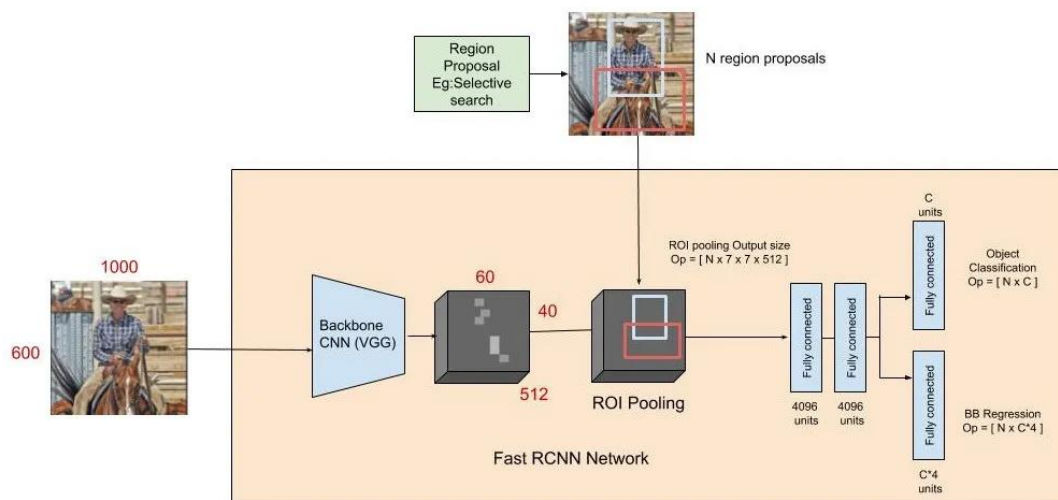 Region
Proposal
Eg:Selective
search
N region proposals
C
units
Fully connected
ROI pooling Output size
Op = [ N x 7 x 7 x 512 ]
Object
Classification
Op = [ N x C ]
1000
600
Backbone
CNN (VGG)
60
40
512
ROI Pooling
Fully connected
4096
units
Fully connected
4096
units
Fully connected
C*4
units
BB Regression
Op = [ N x C*4 ]
Fast RCNN Network